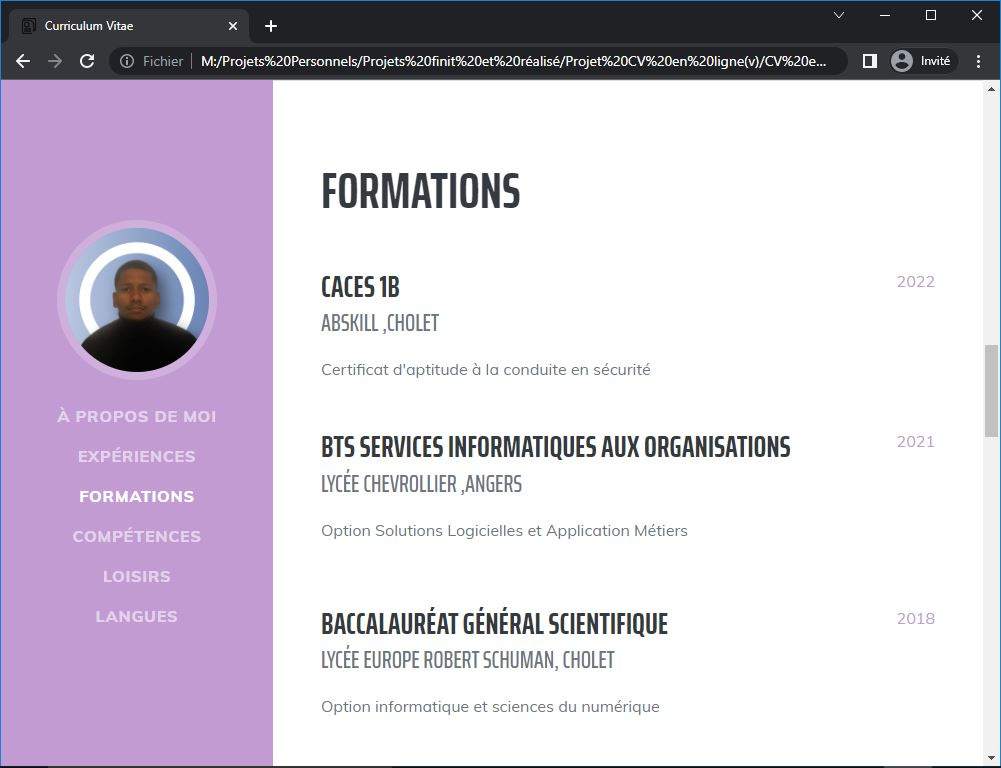 Curriculum Vitae
Fichier
M:/Projets%20Personnels/Projets%20finit%20et%20réalisé/Projet%20CV%20en%20ligne(v)/CV%20e...
Invité
À PROPOS DE MOI
EXPÉRIENCES
FORMATIONS
COMPÉTENCES
LOISIRS
LANGUES
FORMATIONS
CACES 1B
2022
ABSKILL ,CHOLET
Certificat d'aptitude à la conduite en sécurité
BTS SERVICES INFORMATIQUES AUX ORGANISATIONS
2021
LYCÉE CHEVROLLIER ,ANGERS
Option Solutions Logicielles et Application Métiers
BACCALAURÉAT GÉNÉRAL SCIENTIFIQUE
2018
LYCÉE EUROPE ROBERT SCHUMAN, CHOLET
Option informatique et sciences du numérique